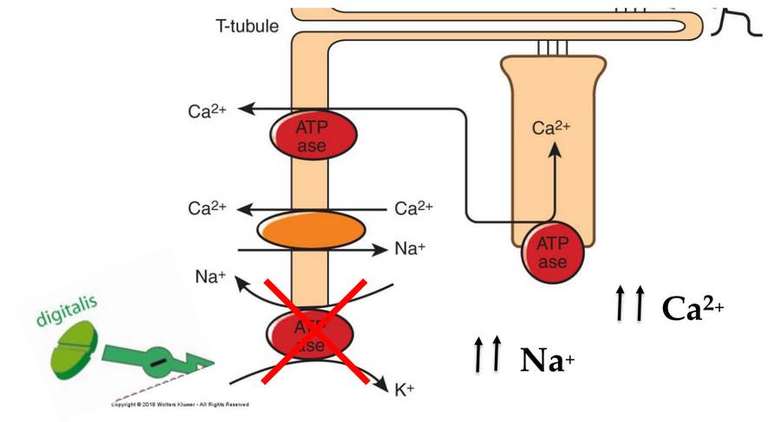 T-tubule
Ca2+
ATP
ase
Ca2+
Ca2+
Ca2+
Na+
ATP
ase
Na+
digitalis
ATP
ase
Ca2+
Na+
K+
copyright © 2018 Wolters Kluwer - All Rights Reserved